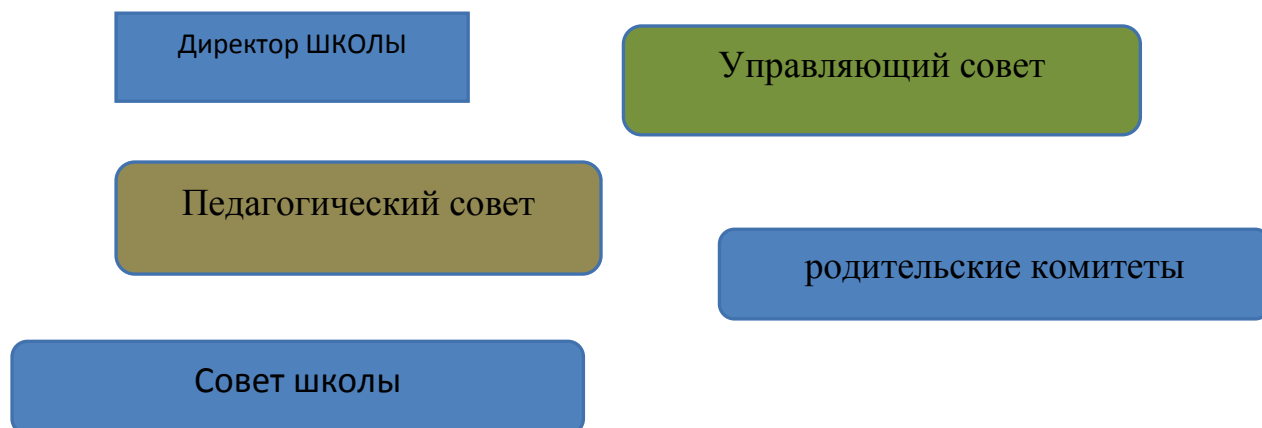 Директор ШКОЛЫ
Управляющий совет
Педагогический совет
родительские комитеты
Совет школы